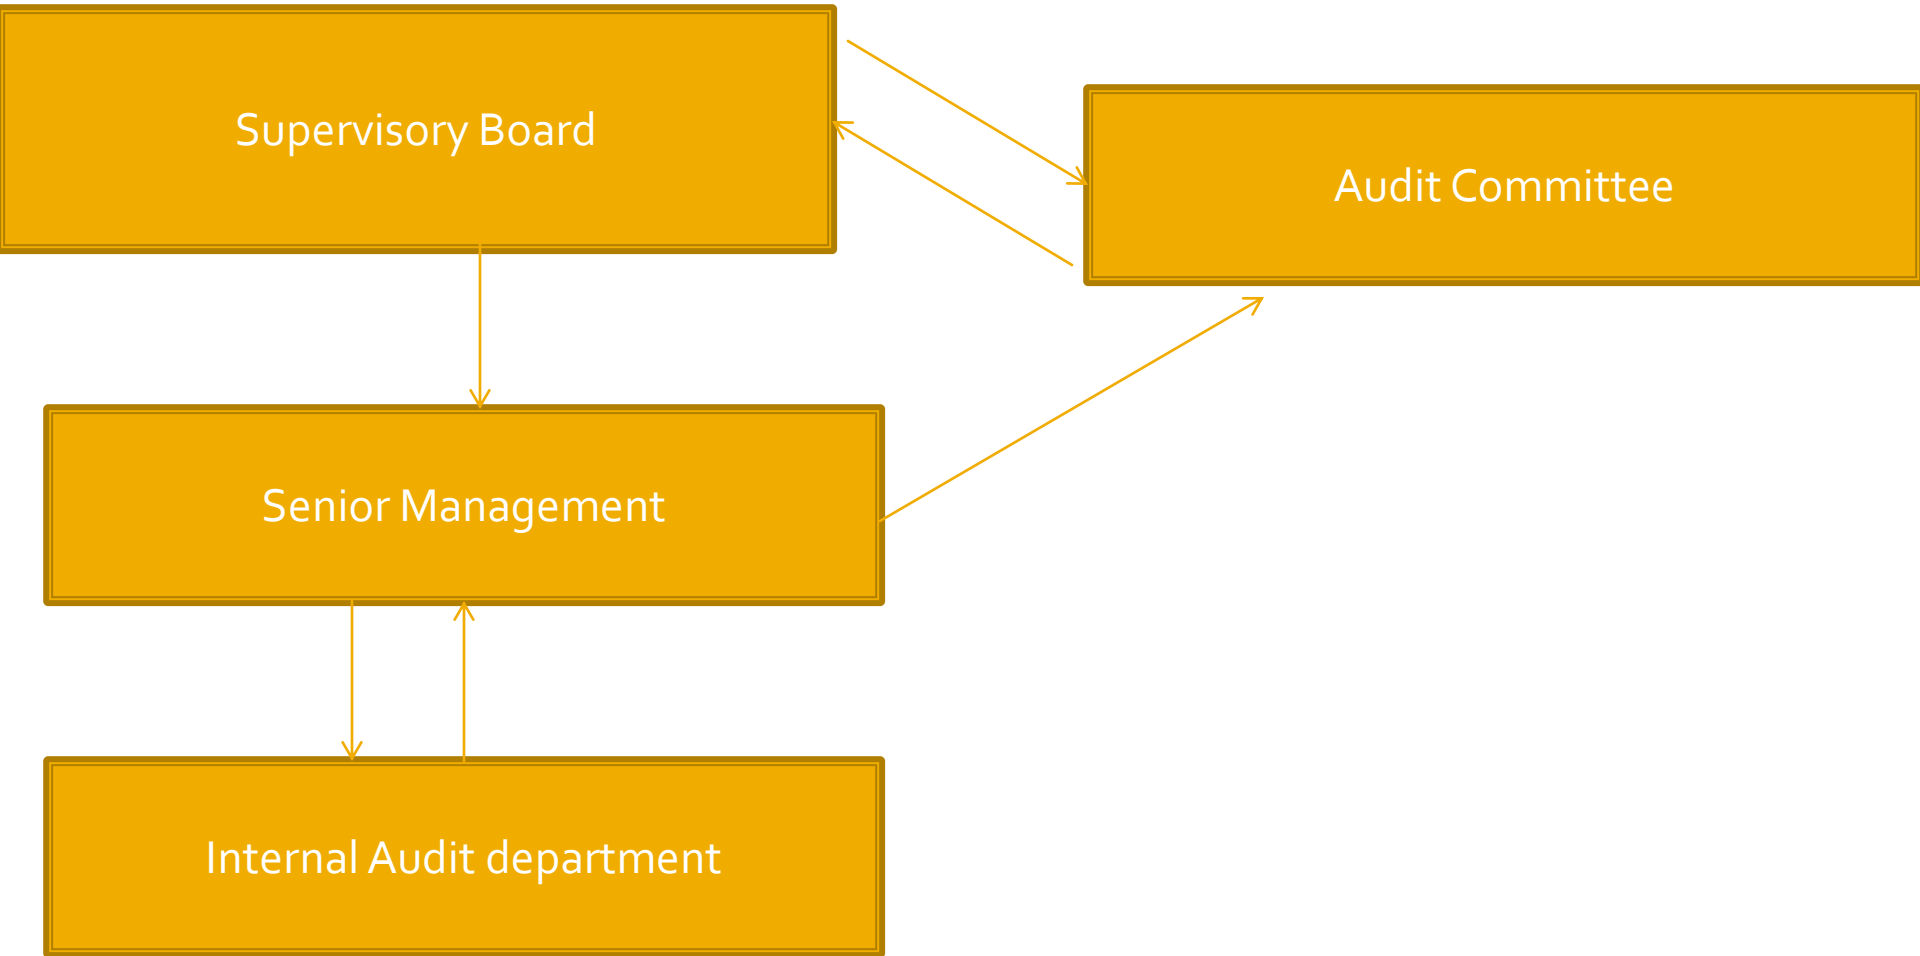 Supervisory Board
Audit Committee
Senior Management
Internal Audit department